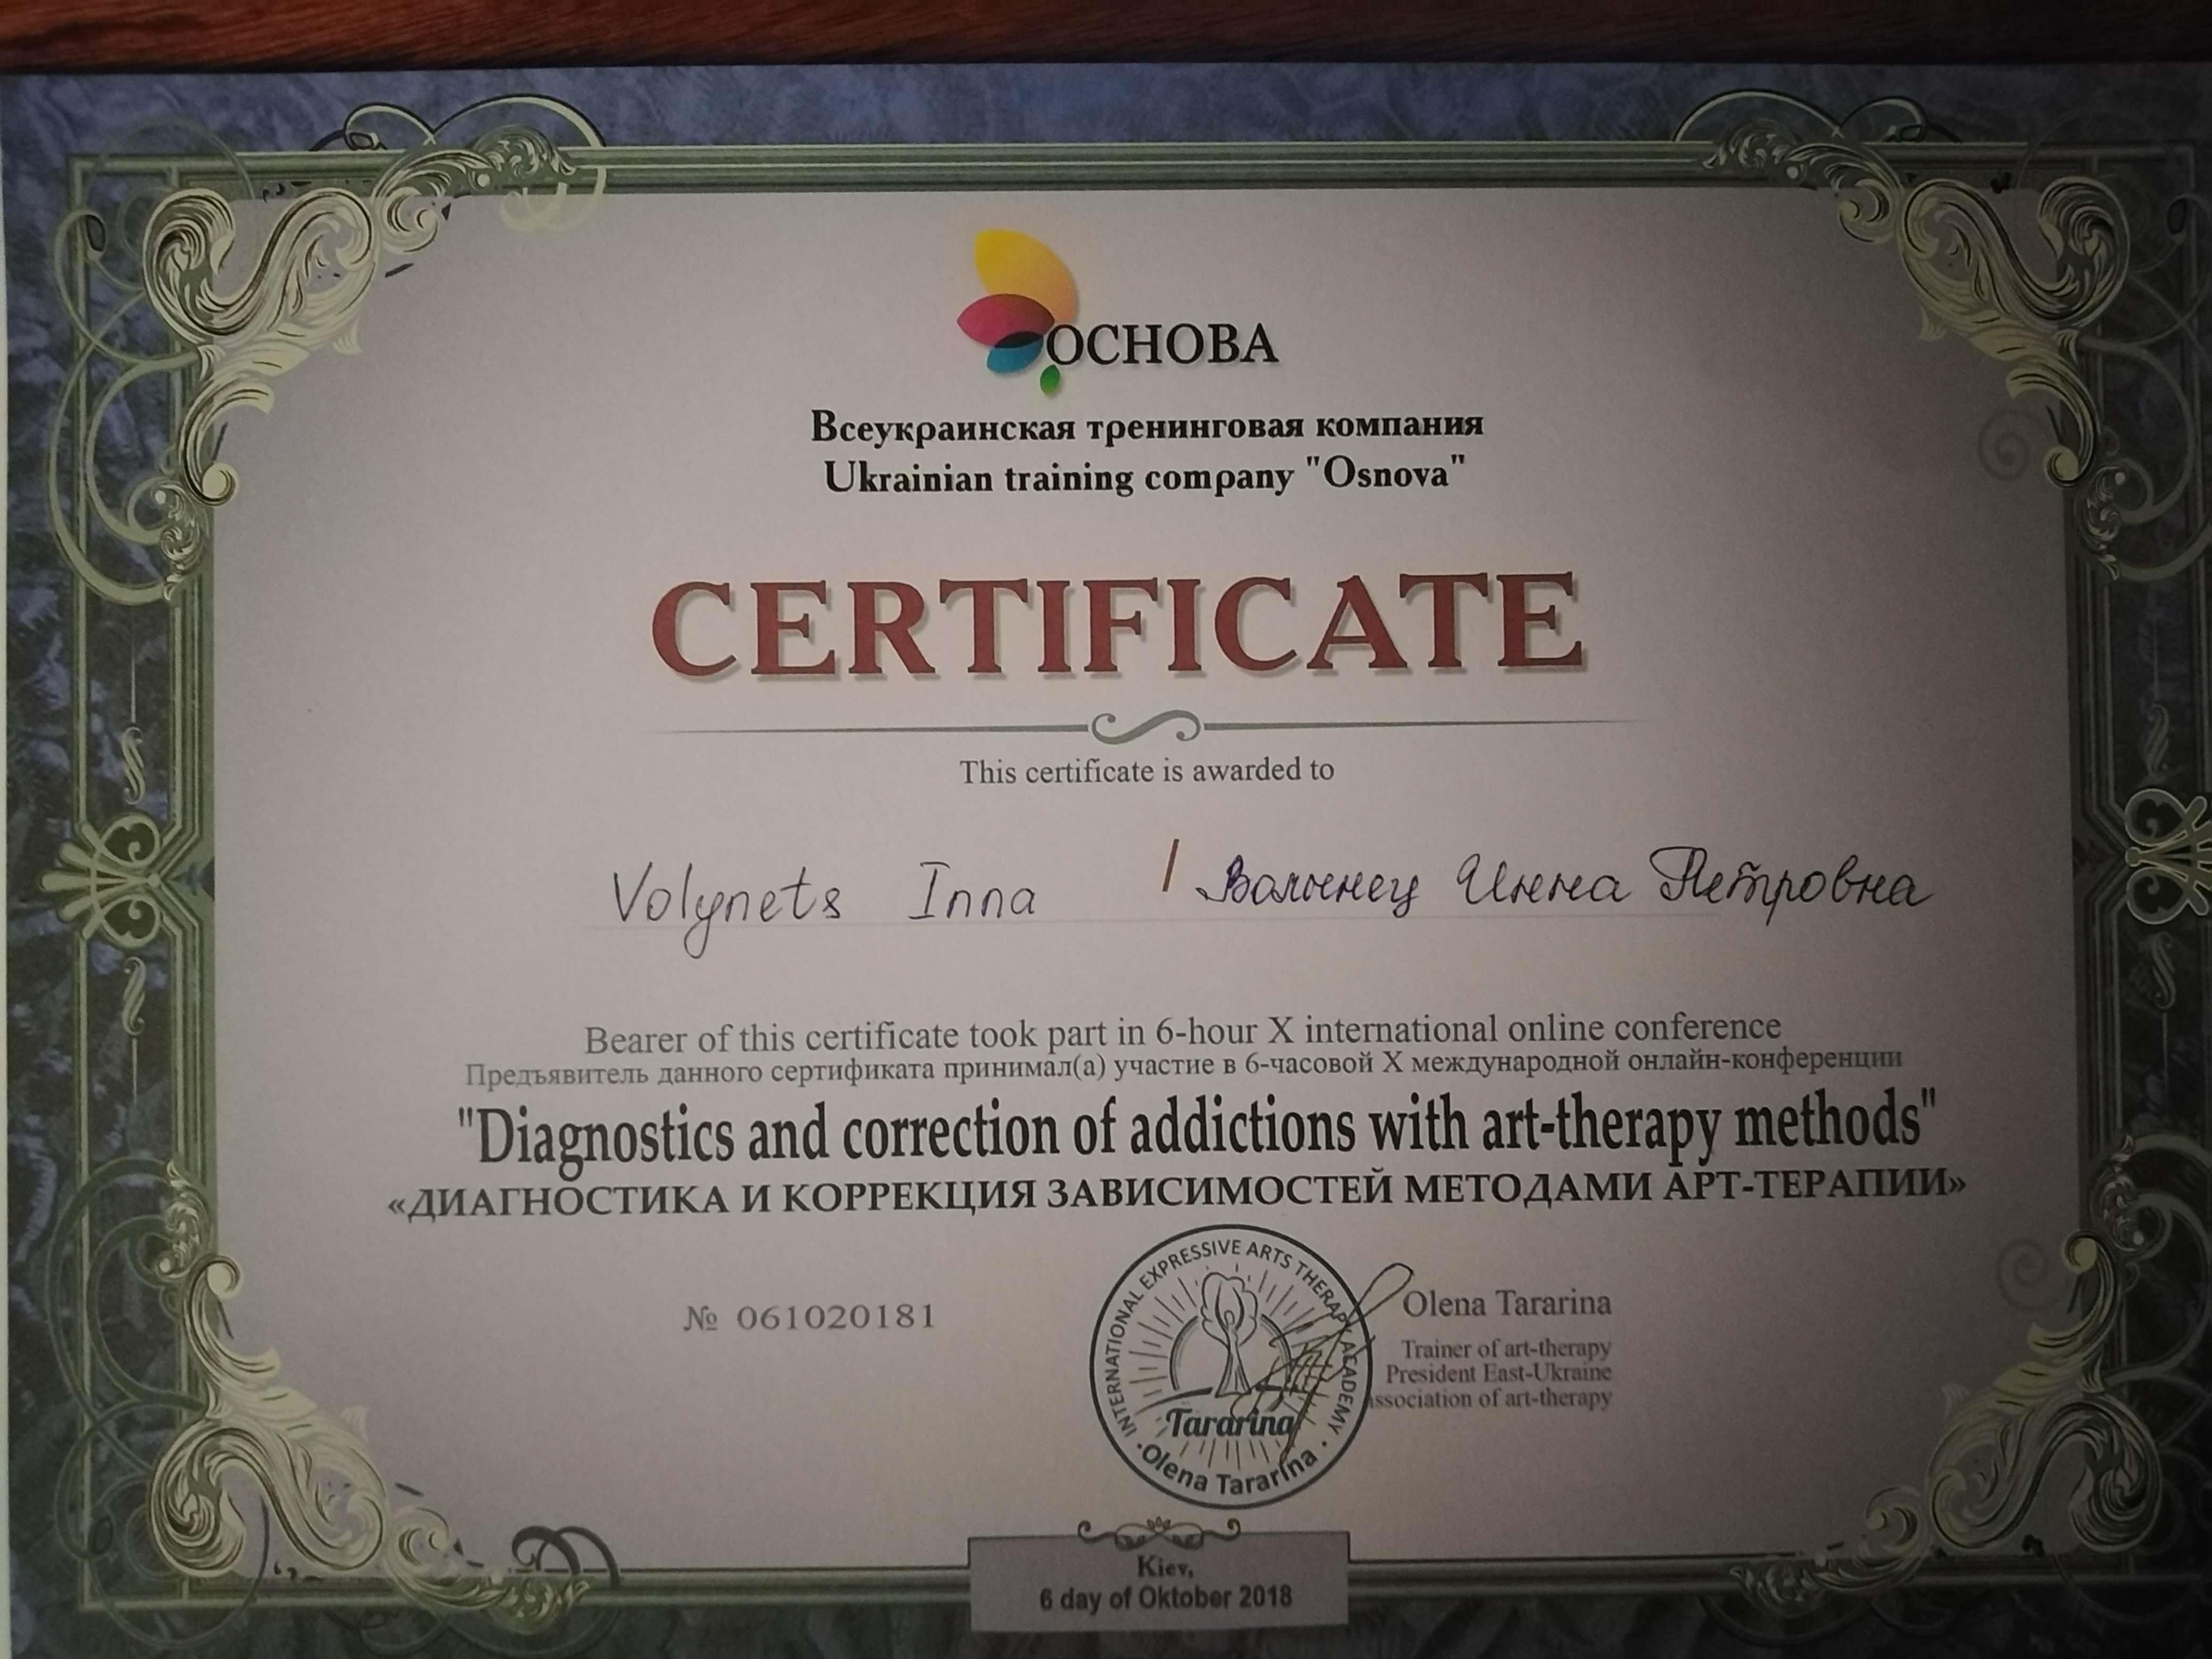 ОСНОВА
Всеукраинская тренинговая компания
Ukrainian training company "Osnova"
CERTIFICATE
This certificate is awarded to
Volynets Inna / Волынец Инна Петровна
Bearer of this certificate took part in 6-hour X international online conference
Предъявитель данного сертификата принимал(а) участие в 6-часовой X международной онлайн-конференции
"Diagnostics and correction of addictions with art-therapy methods"
«ДИАГНОСТИКА И КОРРЕКЦИЯ ЗАВИСИМОСТЕЙ МЕТОДАМИ АРТ-ТЕРАПИИ»
№ 061020181
INTERNATIONAL EXPRESSIVE ARTS THERAPY ACADEMY
Tararina
· Olena Tararina ·
Olena Tararina
Trainer of art-therapy
President East-Ukraine
ssociation of art-therapy
Kiev,
6 day of Oktober 2018